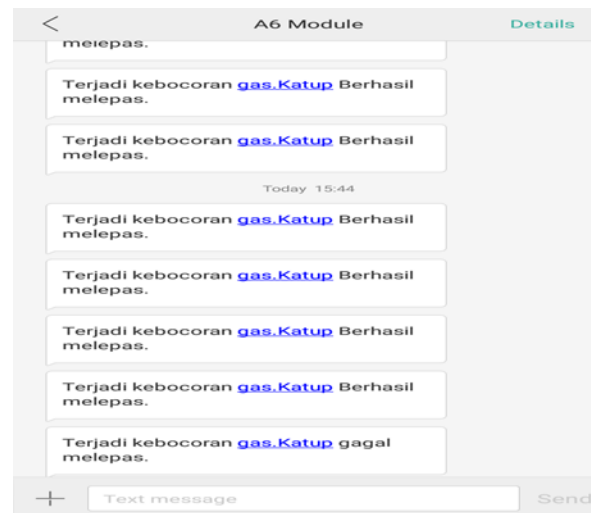 A6 Module
Details
melepas.
Terjadi kebocoran gas.Katup Berhasil
melepas.
Terjadi kebocoran gas.Katup Berhasil
melepas.
Today 15:44
Terjadi kebocoran gas.Katup Berhasil
melepas.
Terjadi kebocoran gas.Katup Berhasil
melepas.
Terjadi kebocoran gas.Katup Berhasil
melepas.
Terjadi kebocoran gas.Katup Berhasil
melepas.
Terjadi kebocoran gas.Katup gagal
melepas.
Text message
Send